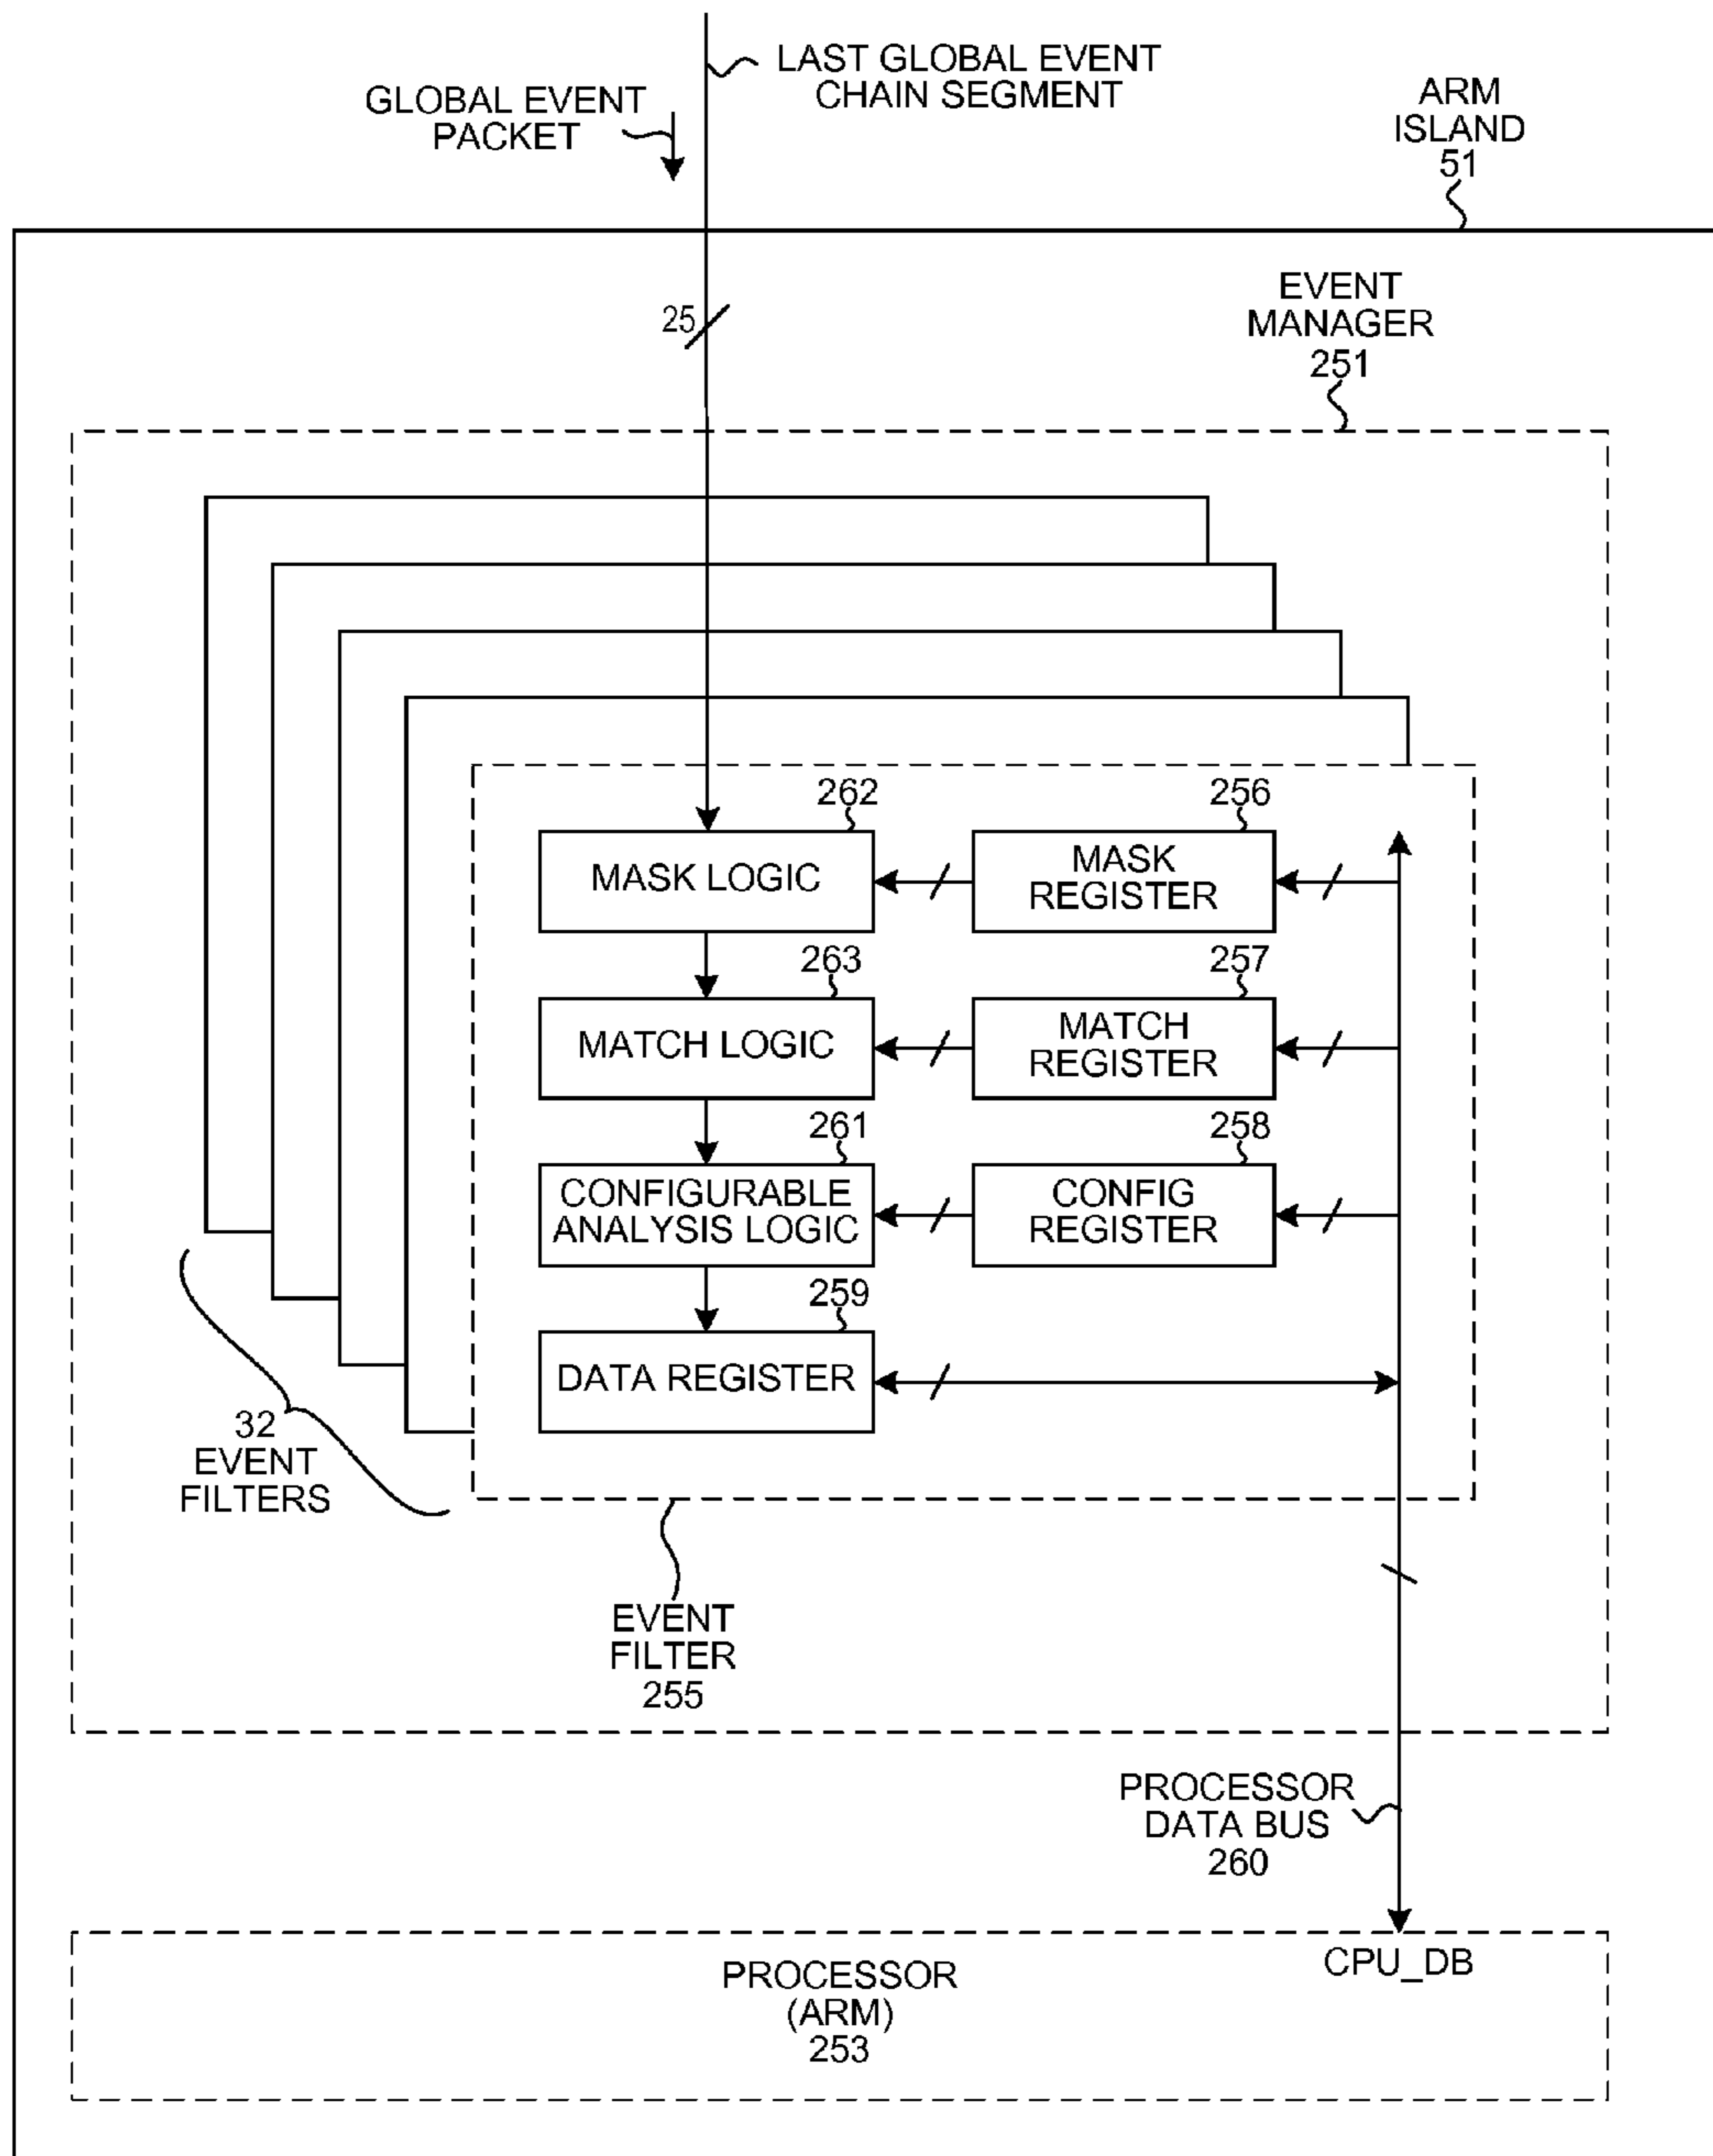 LAST GLOBAL EVENT
CHAIN SEGMENT
GLOBAL EVENT
PACKET
ARM
ISLAND
51
25
EVENT
MANAGER
251
262
256
MASK LOGIC
MASK
REGISTER
263
257
MATCH LOGIC
MATCH
REGISTER
261
258
CONFIGURABLE
ANALYSIS LOGIC
CONFIG
REGISTER
259
DATA REGISTER
32
EVENT
FILTERS
EVENT
FILTER
255
PROCESSOR
DATA BUS
260
CPU_DB
PROCESSOR
(ARM)
253